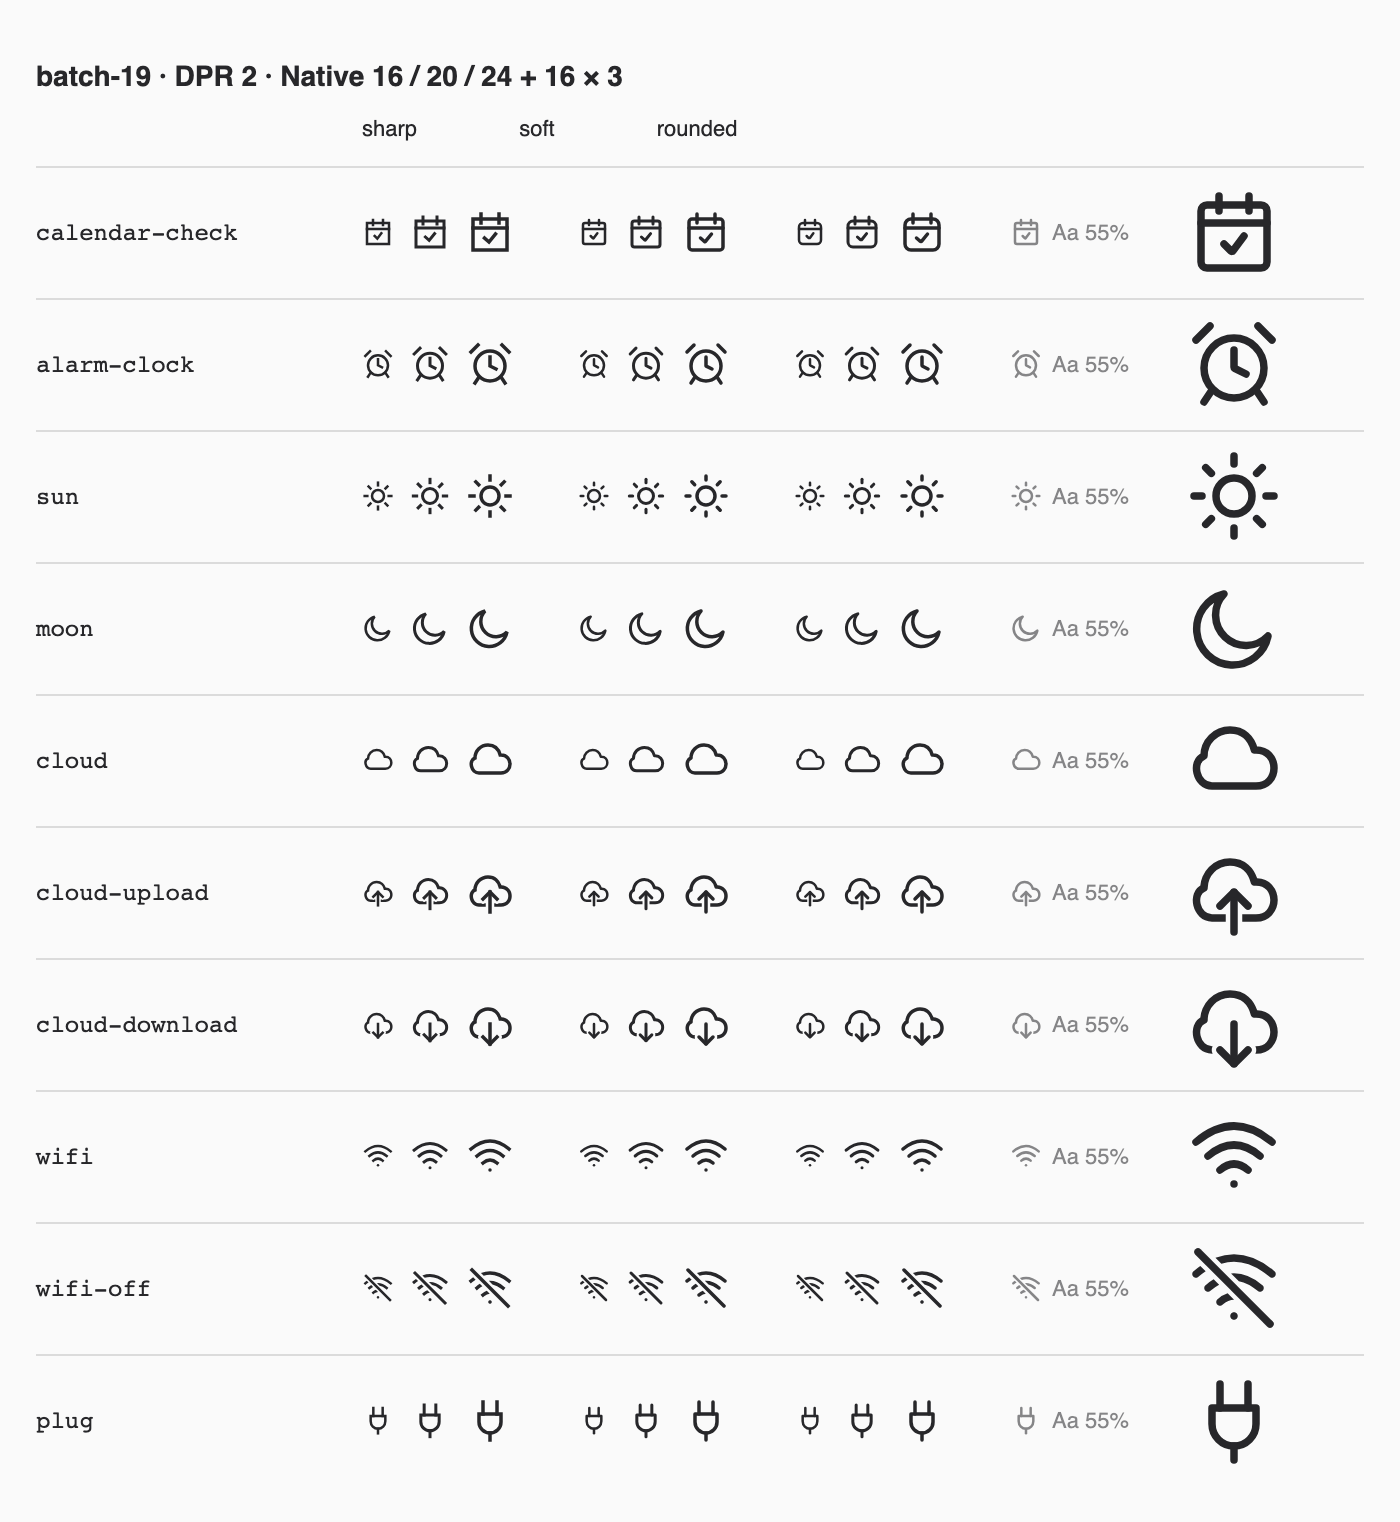 batch-19 · DPR 2 · Native 16 / 20 / 24 + 16 × 3
sharp soft rounded
calendar-check Aa 55%
alarm-clock Aa 55%
sun Aa 55%
moon Aa 55%
cloud Aa 55%
cloud-upload Aa 55%
cloud-download Aa 55%
wifi Aa 55%
wifi-off Aa 55%
plug Aa 55%